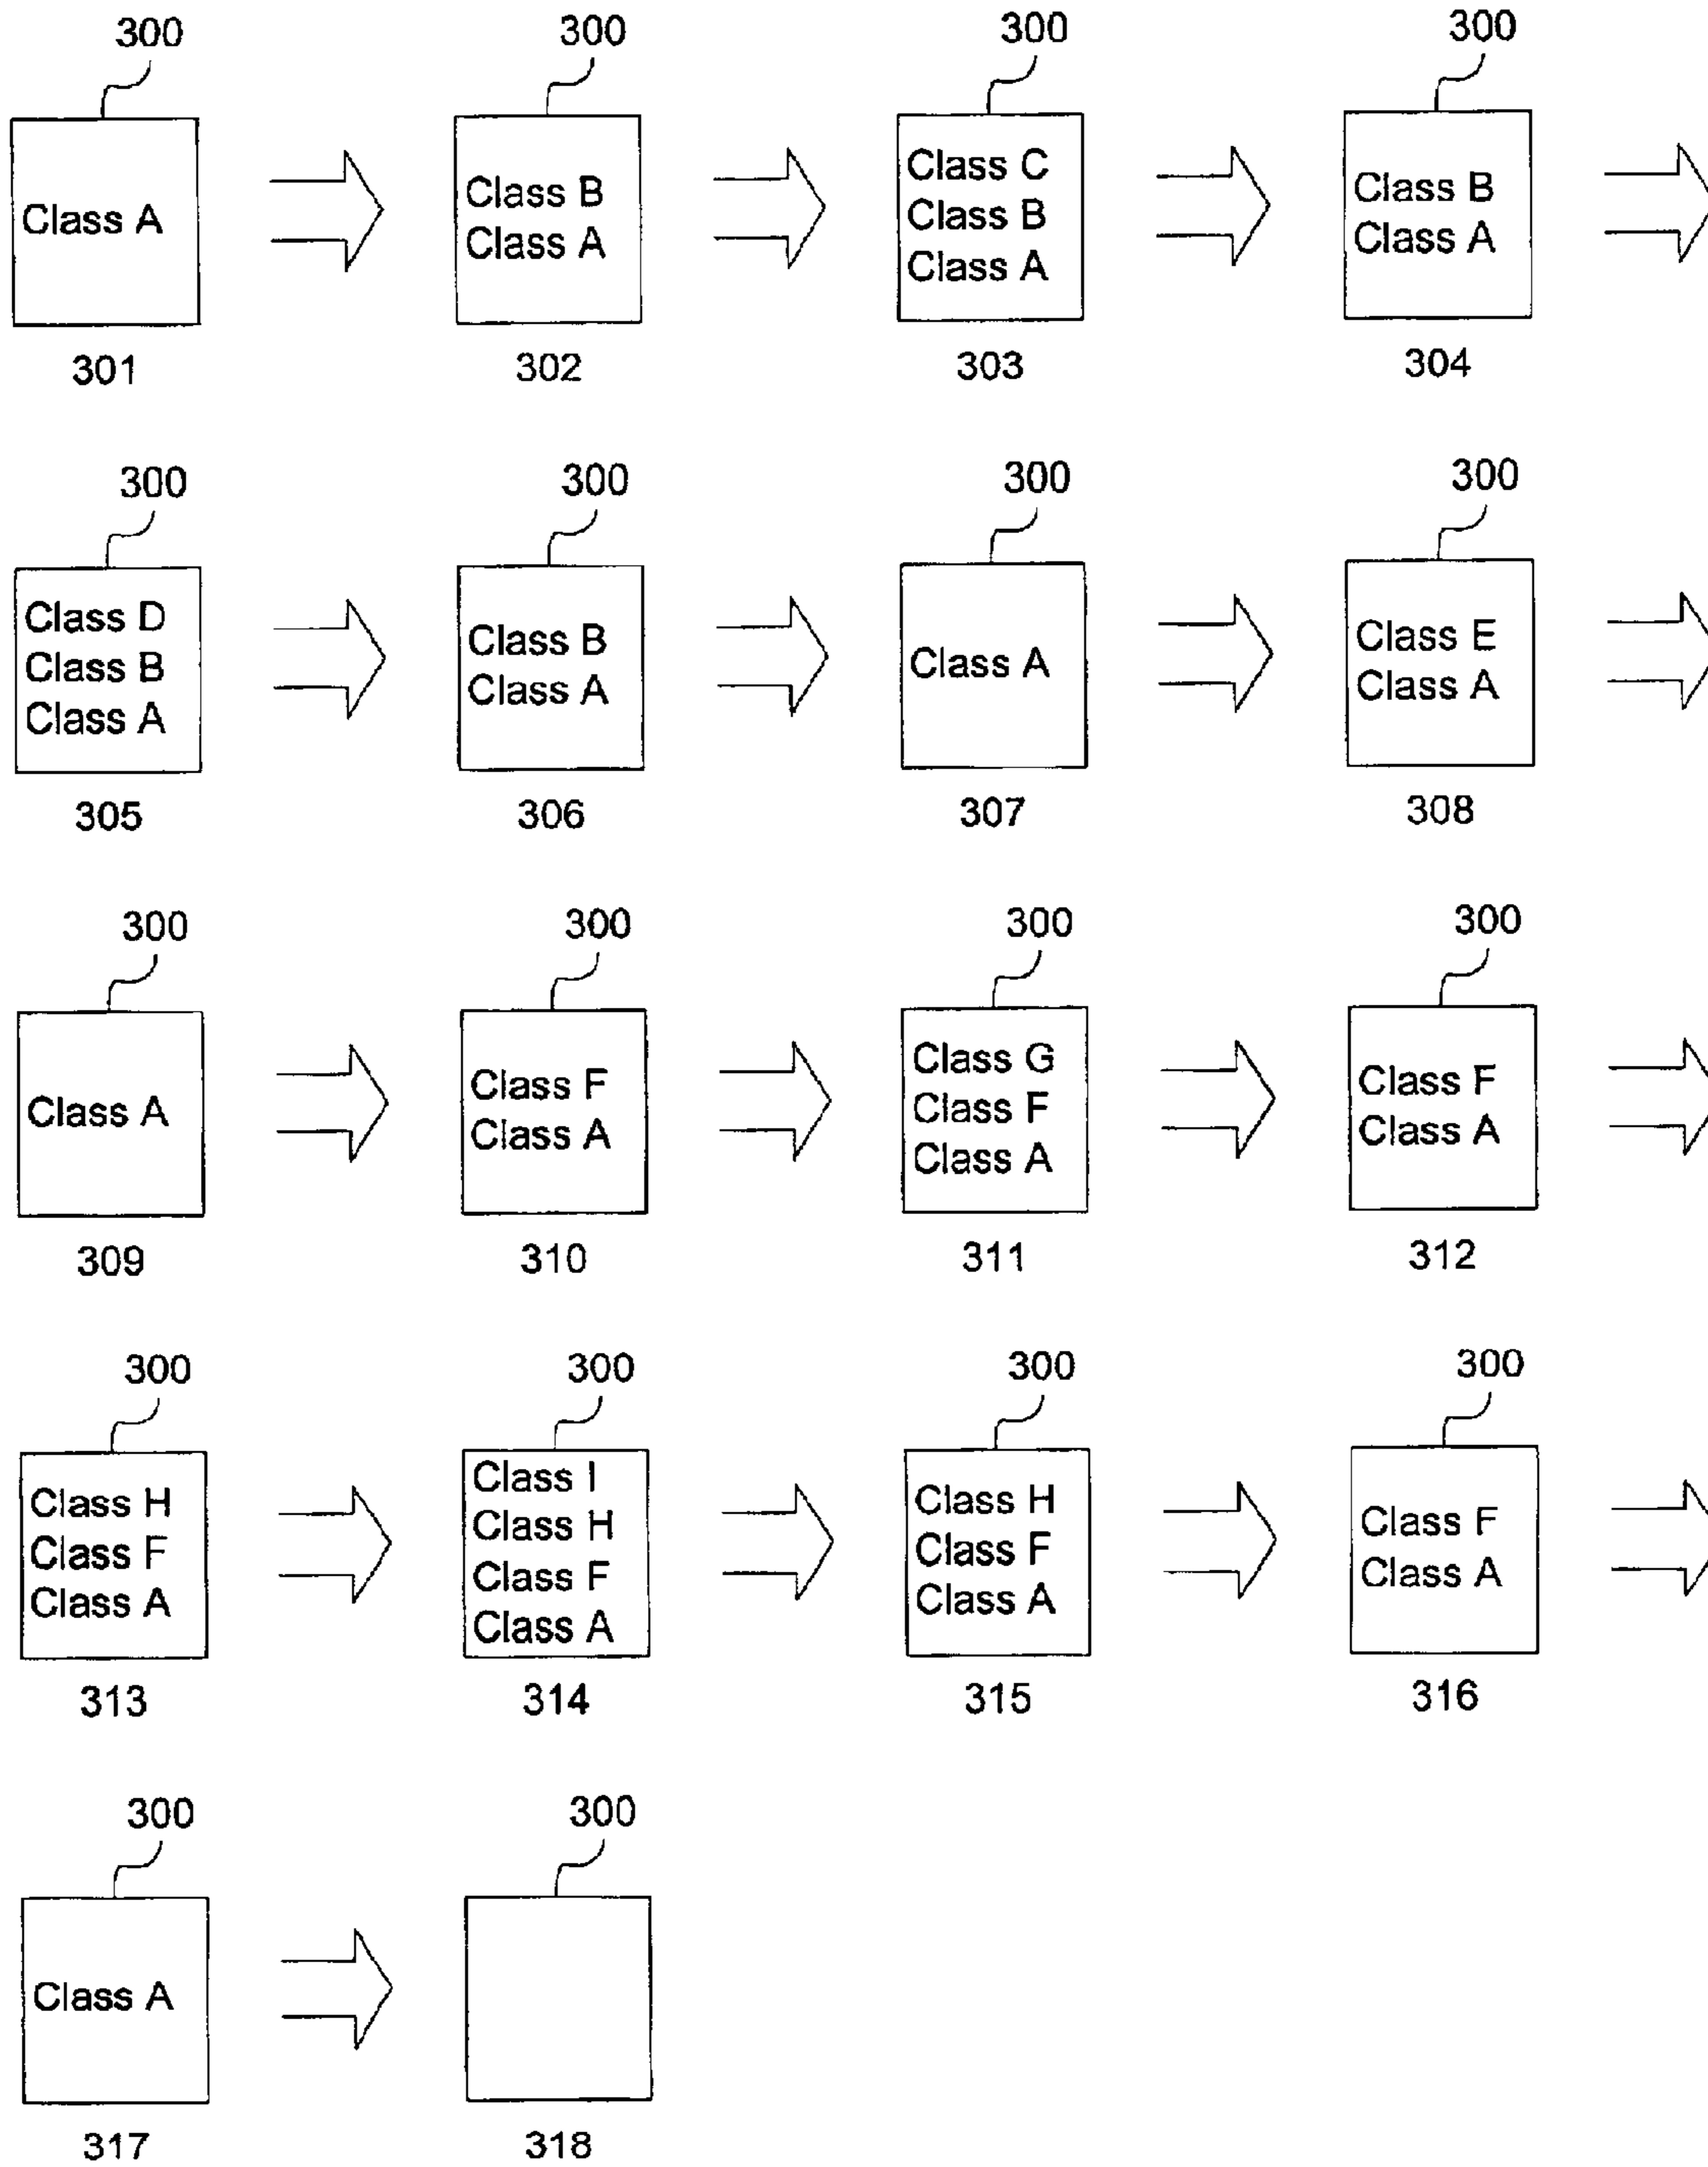 300
300
300
300
Class A
Class B
Class A
Class C
Class B
Class A
Class B
Class A
301
302
303
304
300
300
300
300
Class D
Class B
Class A
Class B
Class A
Class A
Class E
Class A
305
306
307
308
300
300
300
300
Class A
Class F
Class A
Class G
Class F
Class A
Class F
Class A
309
310
311
312
300
300
300
300
Class H
Class F
Class A
Class I
Class H
Class F
Class A
Class H
Class F
Class A
Class F
Class A
313
314
315
316
300
300
Class A
317
318